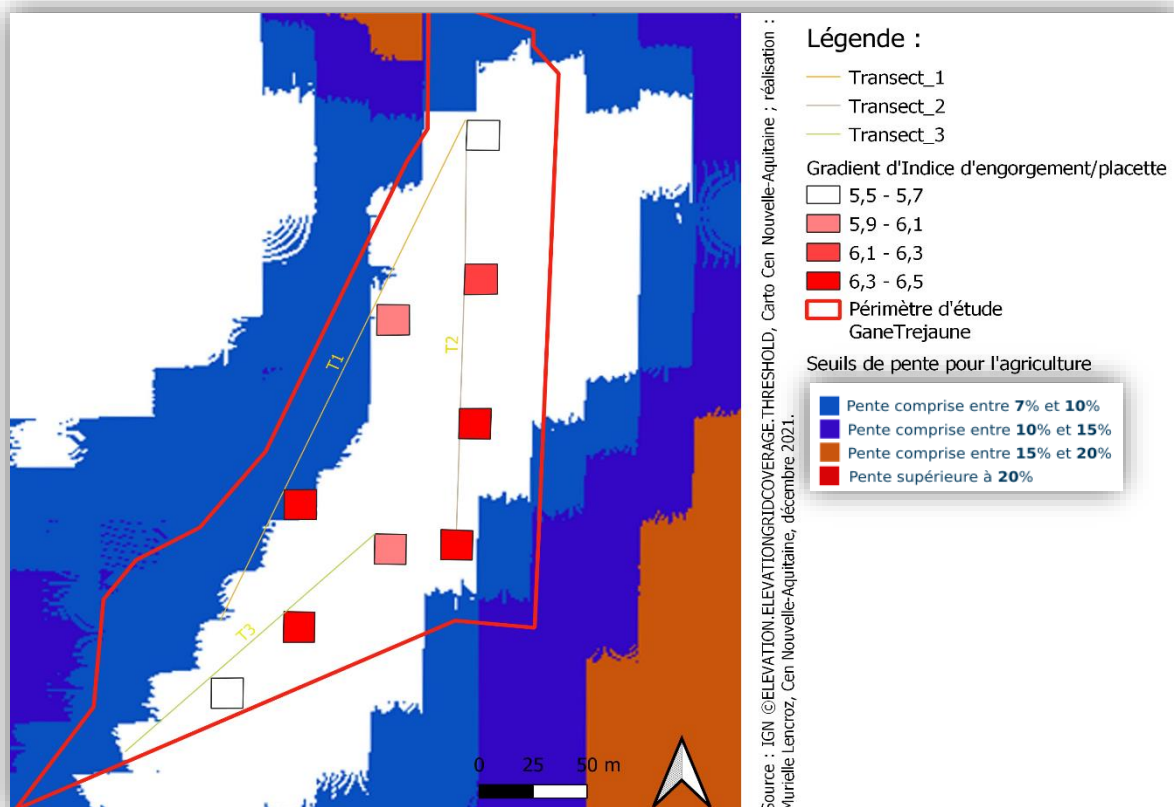 T1
T2
T3
0 25 50 m
Source : IGN ©ELEVATION.ELEVATIONGRIDCOVERAGE.THRESHOLD, Carto Cen Nouvelle-Aquitaine ; réalisation :
Murielle Lencroz, Cen Nouvelle-Aquitaine, décembre 2021.
Légende :
Transect_1
Transect_2
Transect_3
Gradient d'Indice d'engorgement/placette
5,5 - 5,7
5,9 - 6,1
6,1 - 6,3
6,3 - 6,5
Périmètre d'étude
GaneTrejaune
Seuils de pente pour l'agriculture
Pente comprise entre 7% et 10%
Pente comprise entre 10% et 15%
Pente comprise entre 15% et 20%
Pente supérieure à 20%